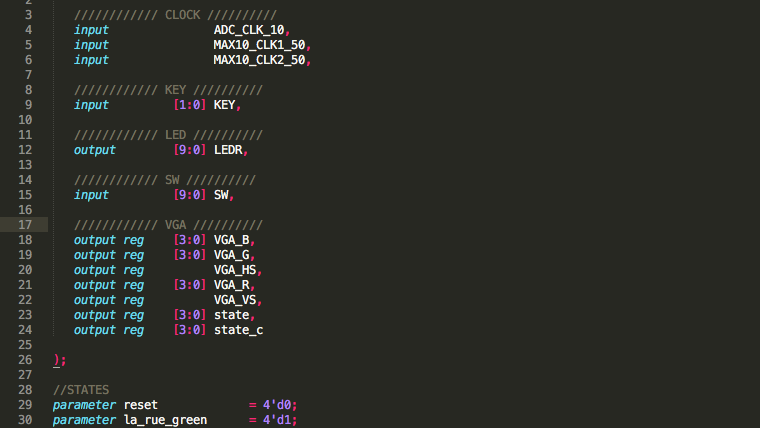 3 //////////// CLOCK //////////
4 input ADC_CLK_10,
5 input MAX10_CLK1_50,
6 input MAX10_CLK2_50,
7
8 //////////// KEY //////////
9 input [1:0] KEY,
10
11 //////////// LED //////////
12 output [9:0] LEDR,
13
14 //////////// SW //////////
15 input [9:0] SW,
16
17 //////////// VGA //////////
18 output reg [3:0] VGA_B,
19 output reg [3:0] VGA_G,
20 output reg VGA_HS,
21 output reg [3:0] VGA_R,
22 output reg VGA_VS,
23 output reg [3:0] state,
24 output reg [3:0] state_c
25
26 );
27
28 //STATES
29 parameter reset = 4'd0;
30 parameter la_rue_green = 4'd1;